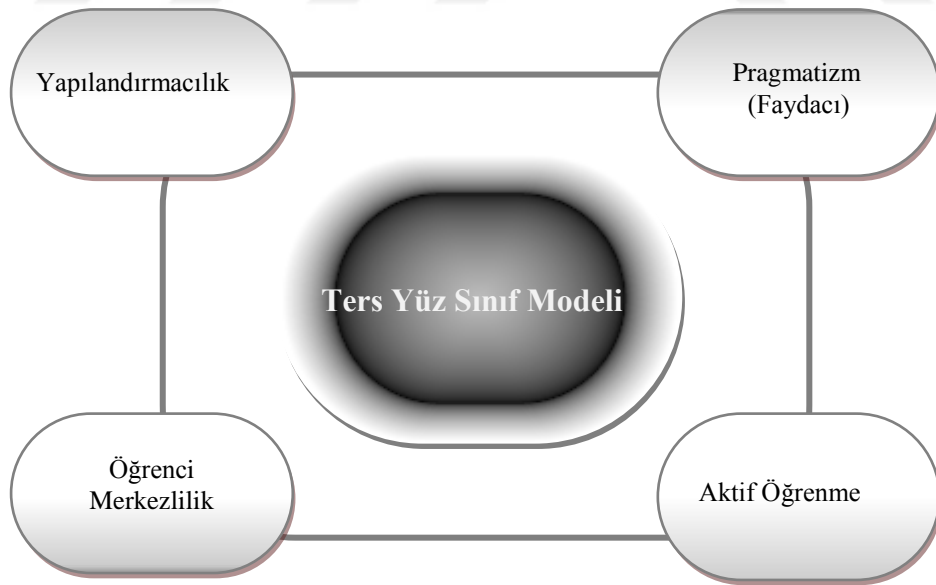 Yapılandırmacılık
Pragmatizm
(Faydacı)
Ters Yüz Sınıf Modeli
Öğrenci
Merkezlilik
Aktif Öğrenme